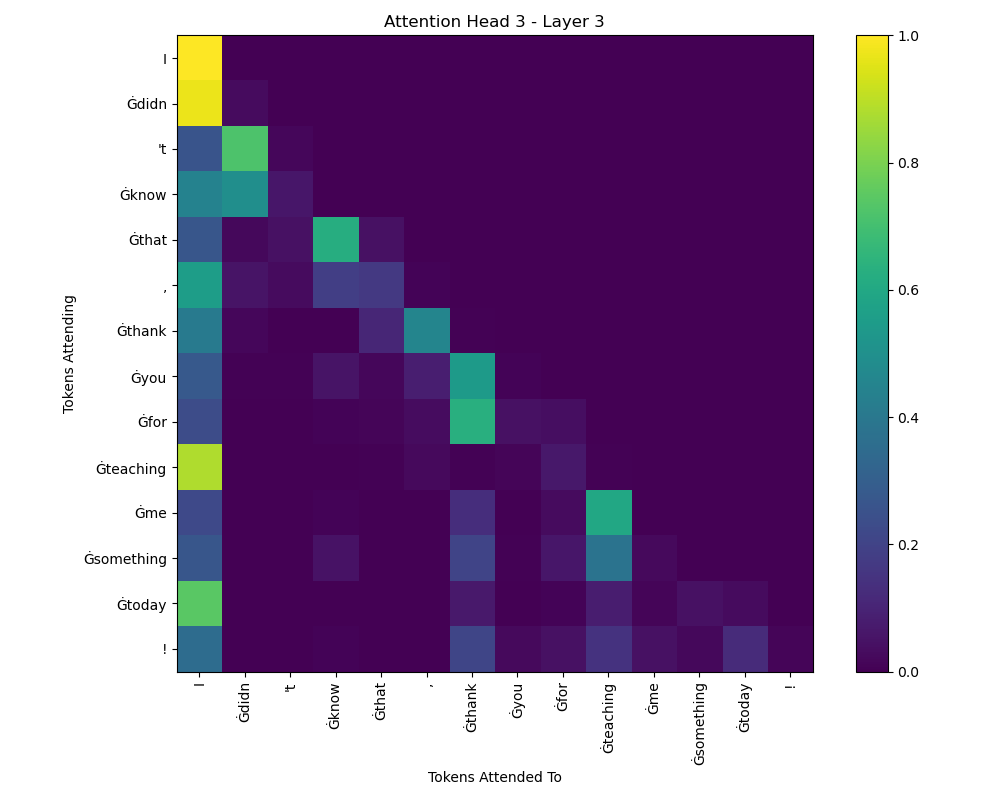 Attention Head 3 - Layer 3
Tokens Attending
I
Ġdidn
't
Ġknow
Ġthat
,
Ġthank
Ġyou
Ġfor
Ġteaching
Ġme
Ġsomething
Ġtoday
!
I
Ġdidn
't
Ġknow
Ġthat
,
Ġthank
Ġyou
Ġfor
Ġteaching
Ġme
Ġsomething
Ġtoday
!
Tokens Attended To
1.0
0.8
0.6
0.4
0.2
0.0